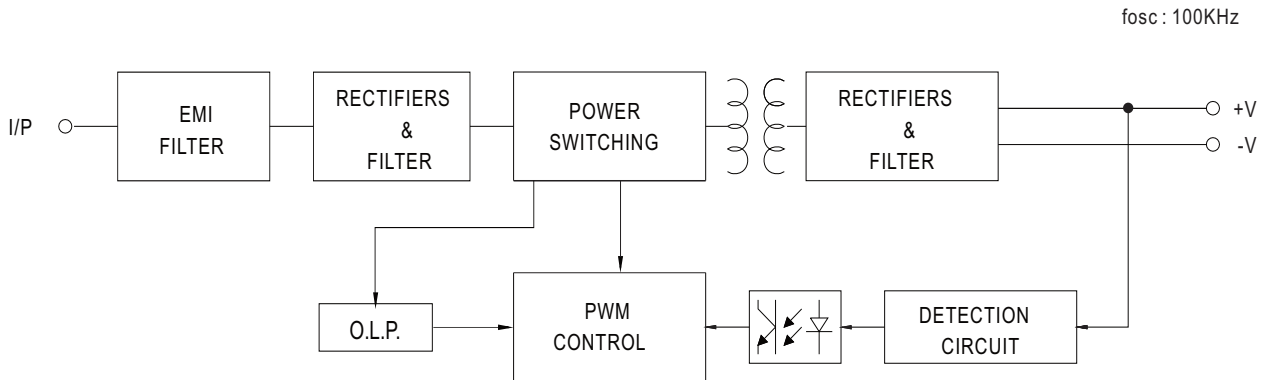 fosc : 100KHz
I/P
EMI
FILTER
RECTIFIERS
&
FILTER
POWER
SWITCHING
RECTIFIERS
&
FILTER
+V
-V
O.L.P.
PWM
CONTROL
DETECTION
CIRCUIT